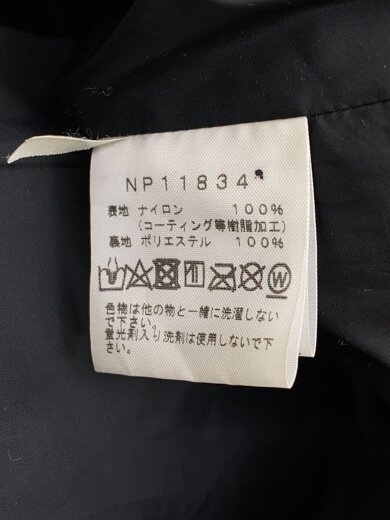 NP11834
表地 ナイロン 100%
(コーティング等樹脂加工)
裏地 ポリエステル 100%
色物は他の物と一緒に洗濯しない
で下さい。
蛍光剤入り洗剤は使用しないで下
さい。